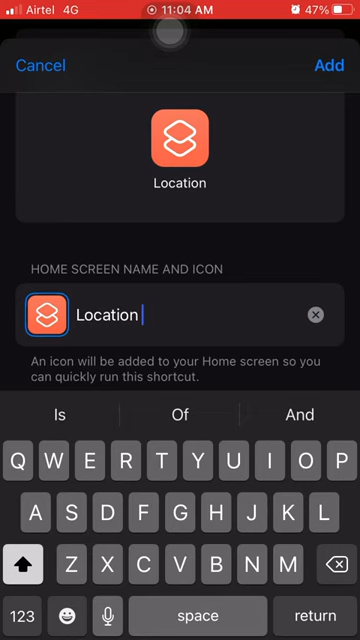 Airtel 4G 11:04 AM 47%
Cancel Add
Location
HOME SCREEN NAME AND ICON
Location
An icon will be added to your Home screen so you
can quickly run this shortcut.
Is Of And
Q W E R T Y U I O P
A S D F G H J K L
Z X C V B N M
123 space return